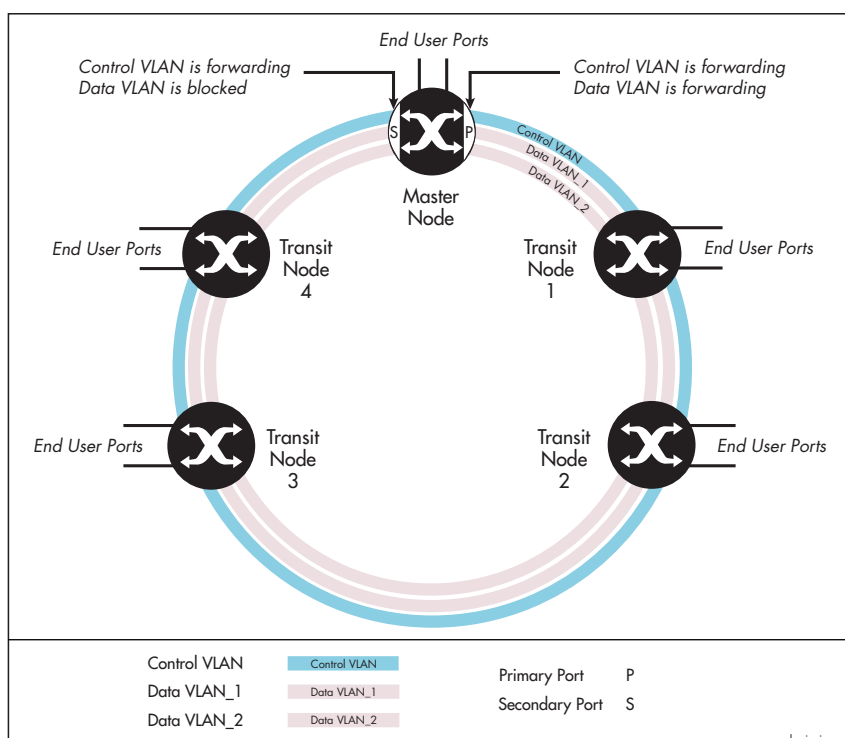 End User Ports
Control VLAN is forwarding
Data VLAN is blocked
Control VLAN is forwarding
Data VLAN is forwarding
S
P
Control VLAN
Data VLAN_1
Data VLAN_2
Master
Node
End User Ports
Transit
Node
4
Transit
Node
1
End User Ports
End User Ports
Transit
Node
3
Transit
Node
2
End User Ports
Control VLAN
Control VLAN
Data VLAN_1
Data VLAN_1
Data VLAN_2
Data VLAN_2
Primary Port P
Secondary Port S